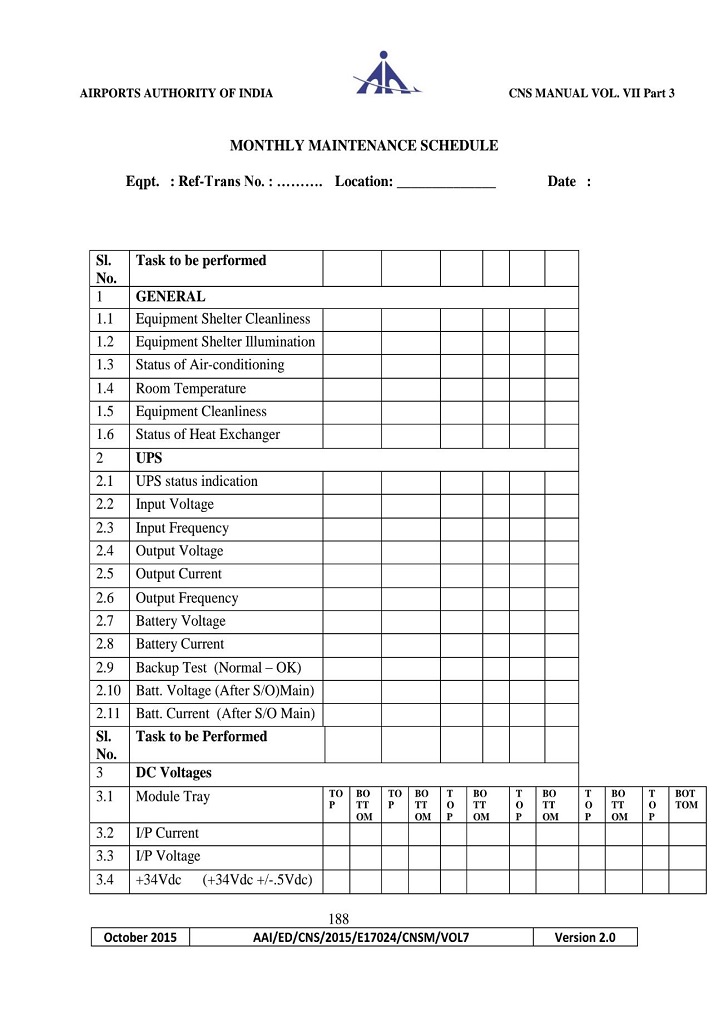 AIRPORTS AUTHORITY OF INDIA CNS MANUAL VOL. VII Part 3
MONTHLY MAINTENANCE SCHEDULE
Eqpt. : Ref-Trans No. : ………. Location: ______________ Date :
Sl. No. Task to be performed
1 GENERAL
1.1 Equipment Shelter Cleanliness
1.2 Equipment Shelter Illumination
1.3 Status of Air-conditioning
1.4 Room Temperature
1.5 Equipment Cleanliness
1.6 Status of Heat Exchanger
2 UPS
2.1 UPS status indication
2.2 Input Voltage
2.3 Input Frequency
2.4 Output Voltage
2.5 Output Current
2.6 Output Frequency
2.7 Battery Voltage
2.8 Battery Current
2.9 Backup Test (Normal – OK)
2.10 Batt. Voltage (After S/O)Main)
2.11 Batt. Current (After S/O Main)
Sl. No. Task to be Performed
3 DC Voltages
3.1 Module Tray TOP BOTTOM TOP BOTTOM TOP BOTTOM TOP BOTTOM TOP BOTTOM TOP BOTTOM
3.2 I/P Current
3.3 I/P Voltage
3.4 +34Vdc (+34Vdc +/-.5Vdc)
188
October 2015 AAI/ED/CNS/2015/E17024/CNSM/VOL7 Version 2.0